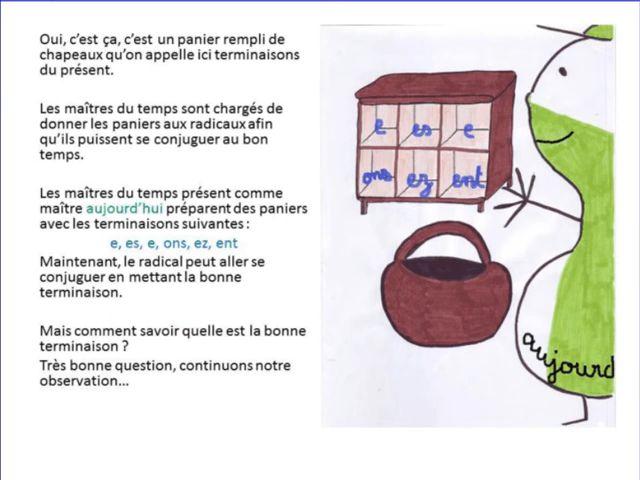 Oui, c'est ça, c'est un panier rempli de
chapeaux qu'on appelle ici terminaisons
du présent.
Les maîtres du temps sont chargés de
donner les paniers aux radicaux afin
qu'ils puissent se conjuguer au bon
temps.
Les maîtres du temps présent comme
maître aujourd'hui préparent des paniers
avec les terminaisons suivantes :
e, es, e, ons, ez, ent
Maintenant, le radical peut aller se
conjuguer en mettant la bonne
terminaison.
Mais comment savoir quelle est la bonne
terminaison ?
Très bonne question, continuons notre
observation…
e es e
ons ez ent
aujourd